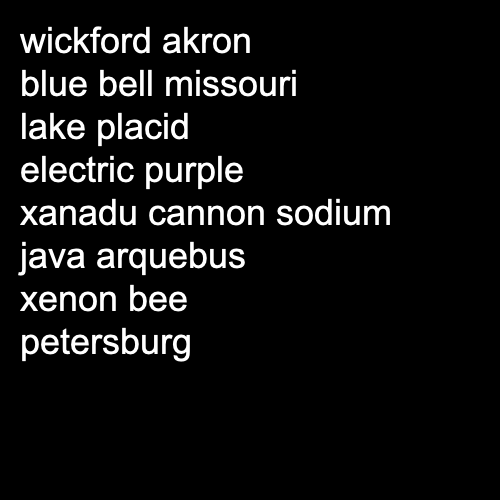 wickford akron
blue bell missouri
lake placid
electric purple
xanadu cannon sodium
java arquebus
xenon bee
petersburg